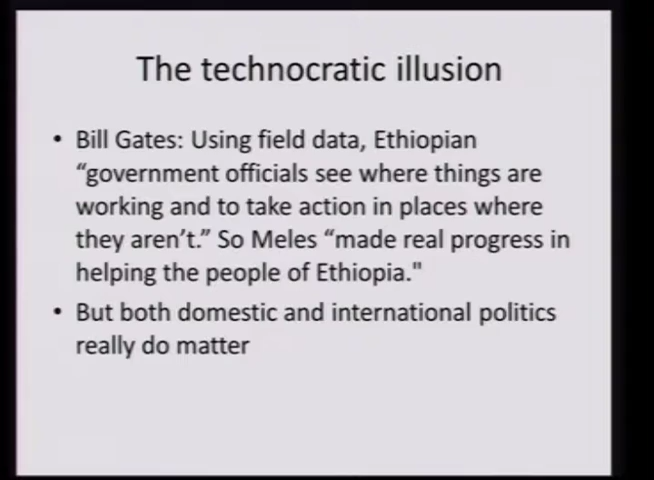 The technocratic illusion
• Bill Gates: Using field data, Ethiopian
“government officials see where things are
working and to take action in places where
they aren’t.” So Meles “made real progress in
helping the people of Ethiopia."
• But both domestic and international politics
really do matter